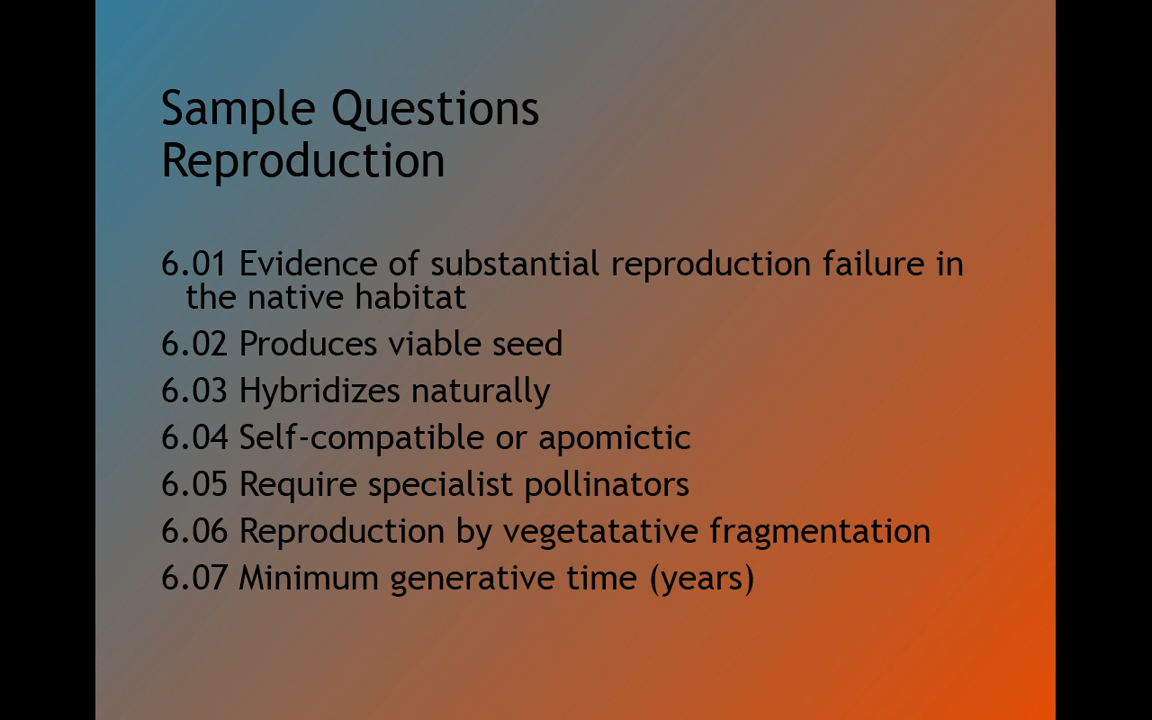 Sample Questions
Reproduction
6.01 Evidence of substantial reproduction failure in
the native habitat
6.02 Produces viable seed
6.03 Hybridizes naturally
6.04 Self-compatible or apomictic
6.05 Require specialist pollinators
6.06 Reproduction by vegetatative fragmentation
6.07 Minimum generative time (years)